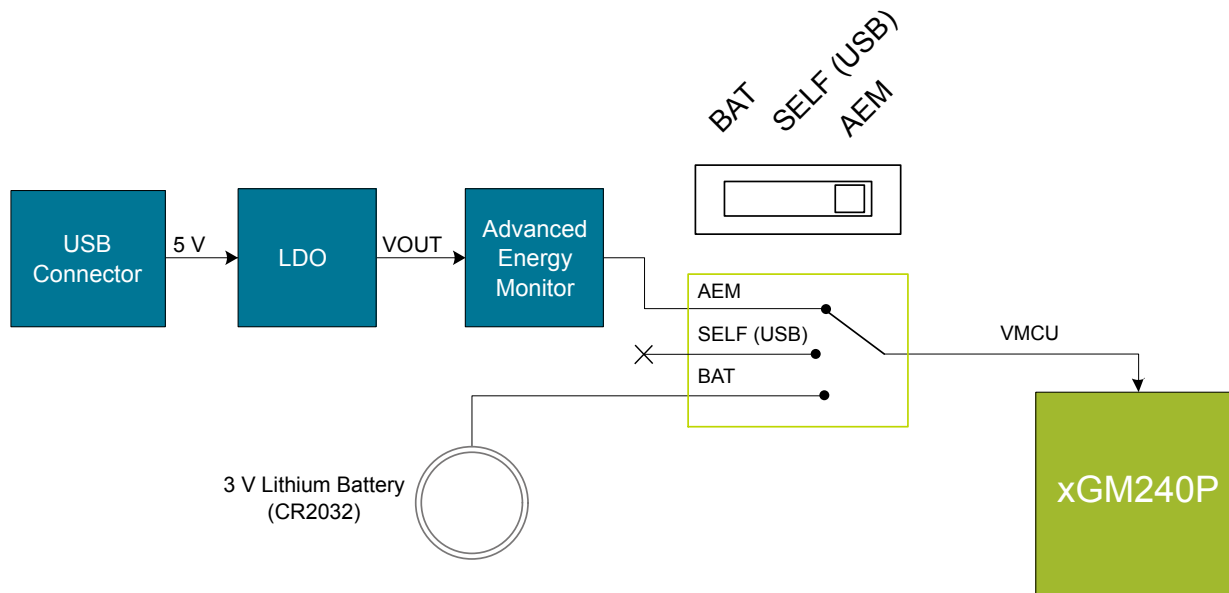 BAT
SELF (USB)
AEM
USB
Connector
5 V
LDO
VOUT
Advanced
Energy
Monitor
AEM
SELF (USB)
BAT
VMCU
3 V Lithium Battery
(CR2032)
xGM240P